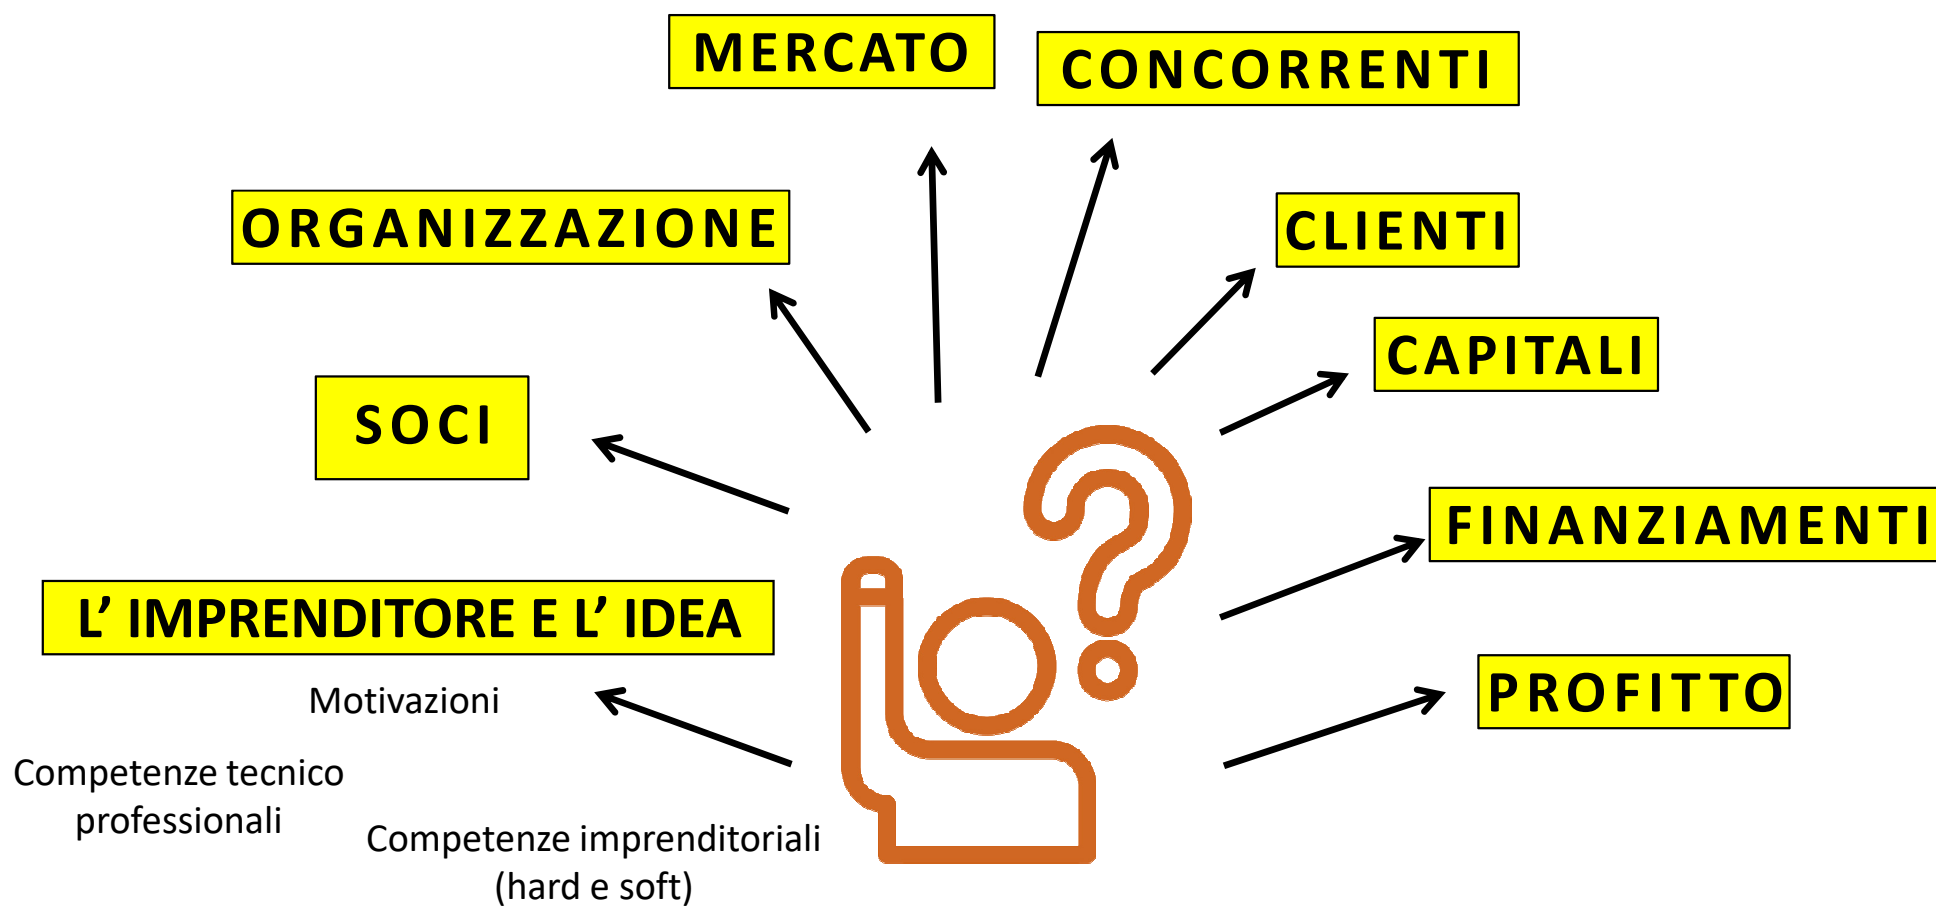 MERCATO
CONCORRENTI
ORGANIZZAZIONE
CLIENTI
CAPITALI
SOCI
FINANZIAMENTI
L’ IMPRENDITORE E L’ IDEA
PROFITTO
Motivazioni
Competenze tecnico
professionali
Competenze imprenditoriali
(hard e soft)